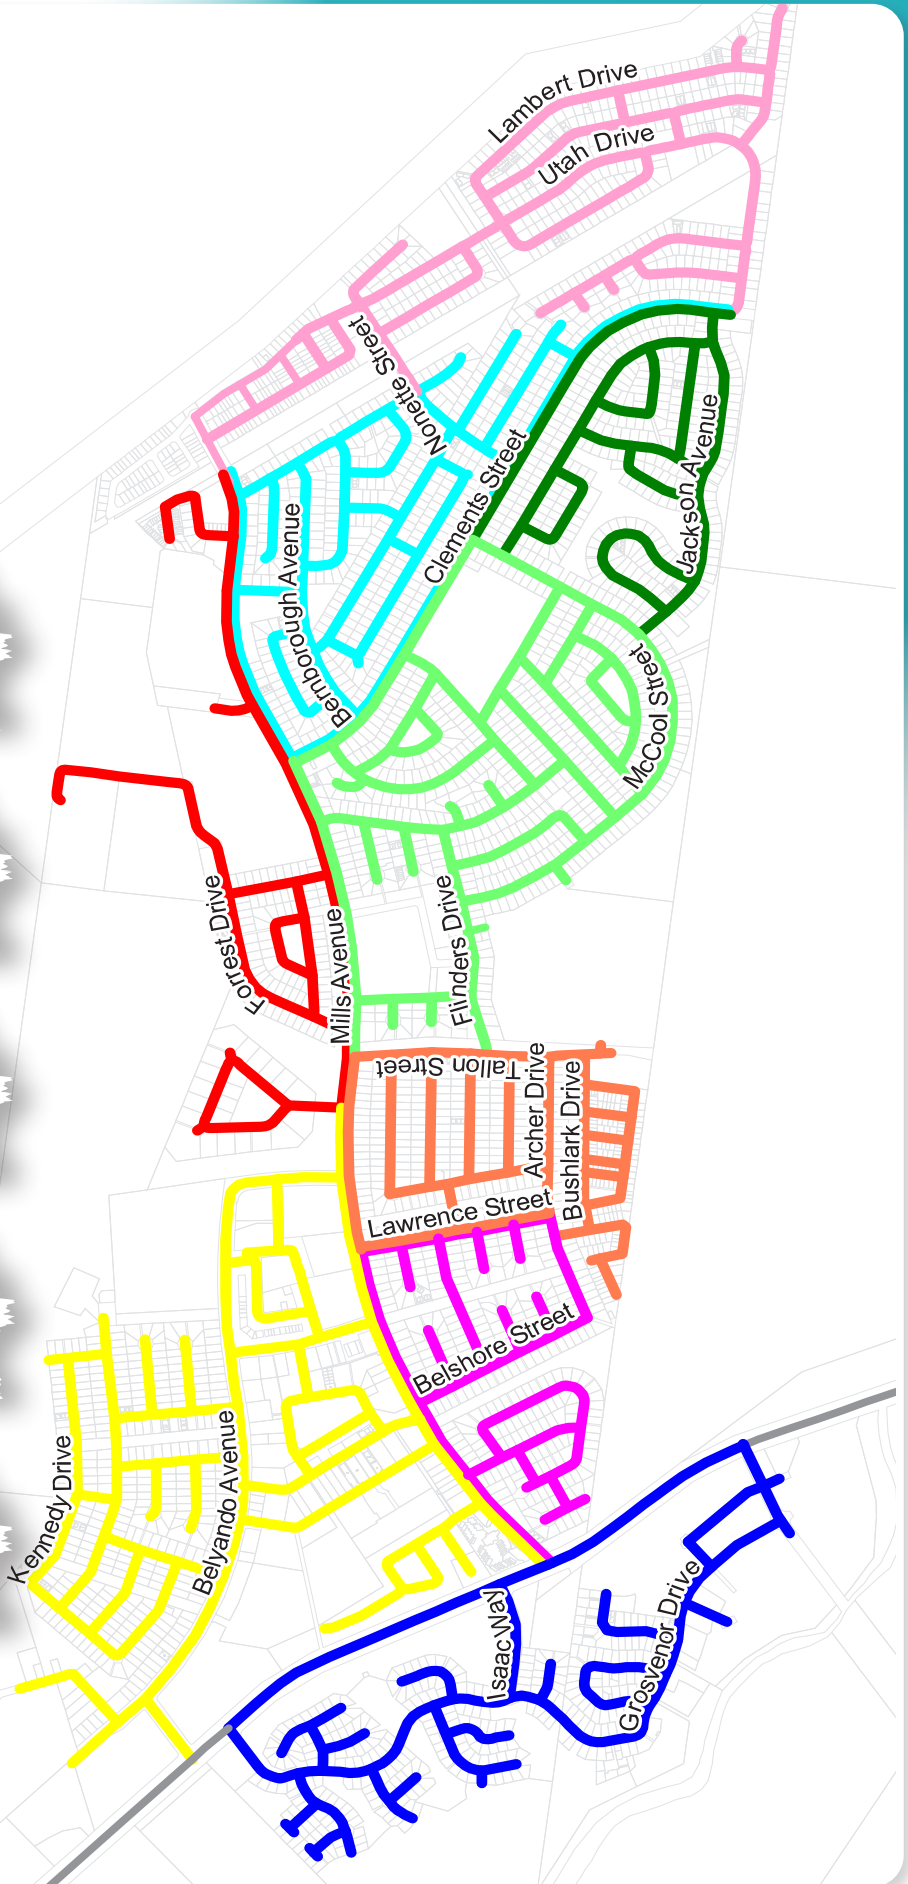 Lambert Drive
Utah Drive
Nonette Street
Clements Street
Jackson Avenue
Bernborough Avenue
McCool Street
Forrest Drive
Mills Avenue
Flinders Drive
Tallon Street
Archer Drive
Bushlark Drive
Lawrence Street
Belshore Street
Kennedy Drive
Belyando Avenue
Isaac Way
Grosvenor Drive